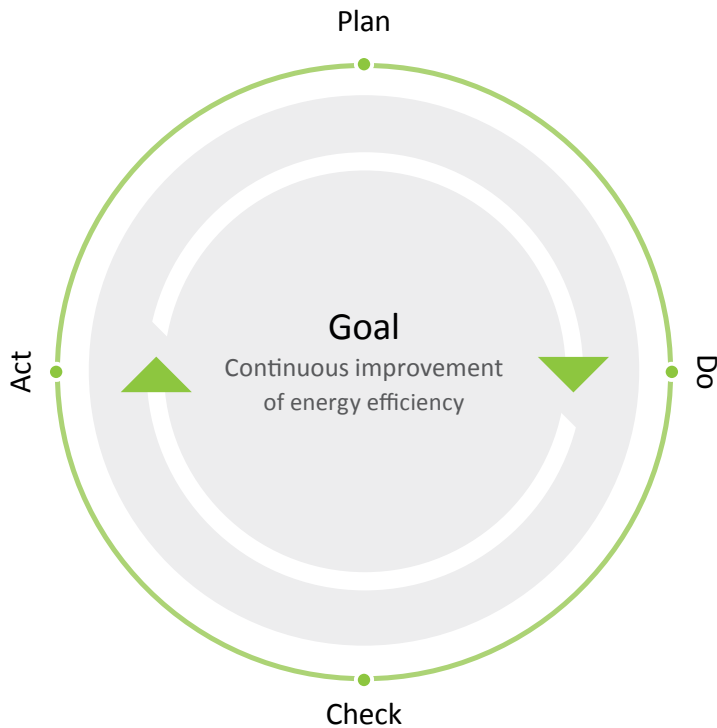 Plan
Do
Check
Act
Goal
Continuous improvement
of energy efficiency